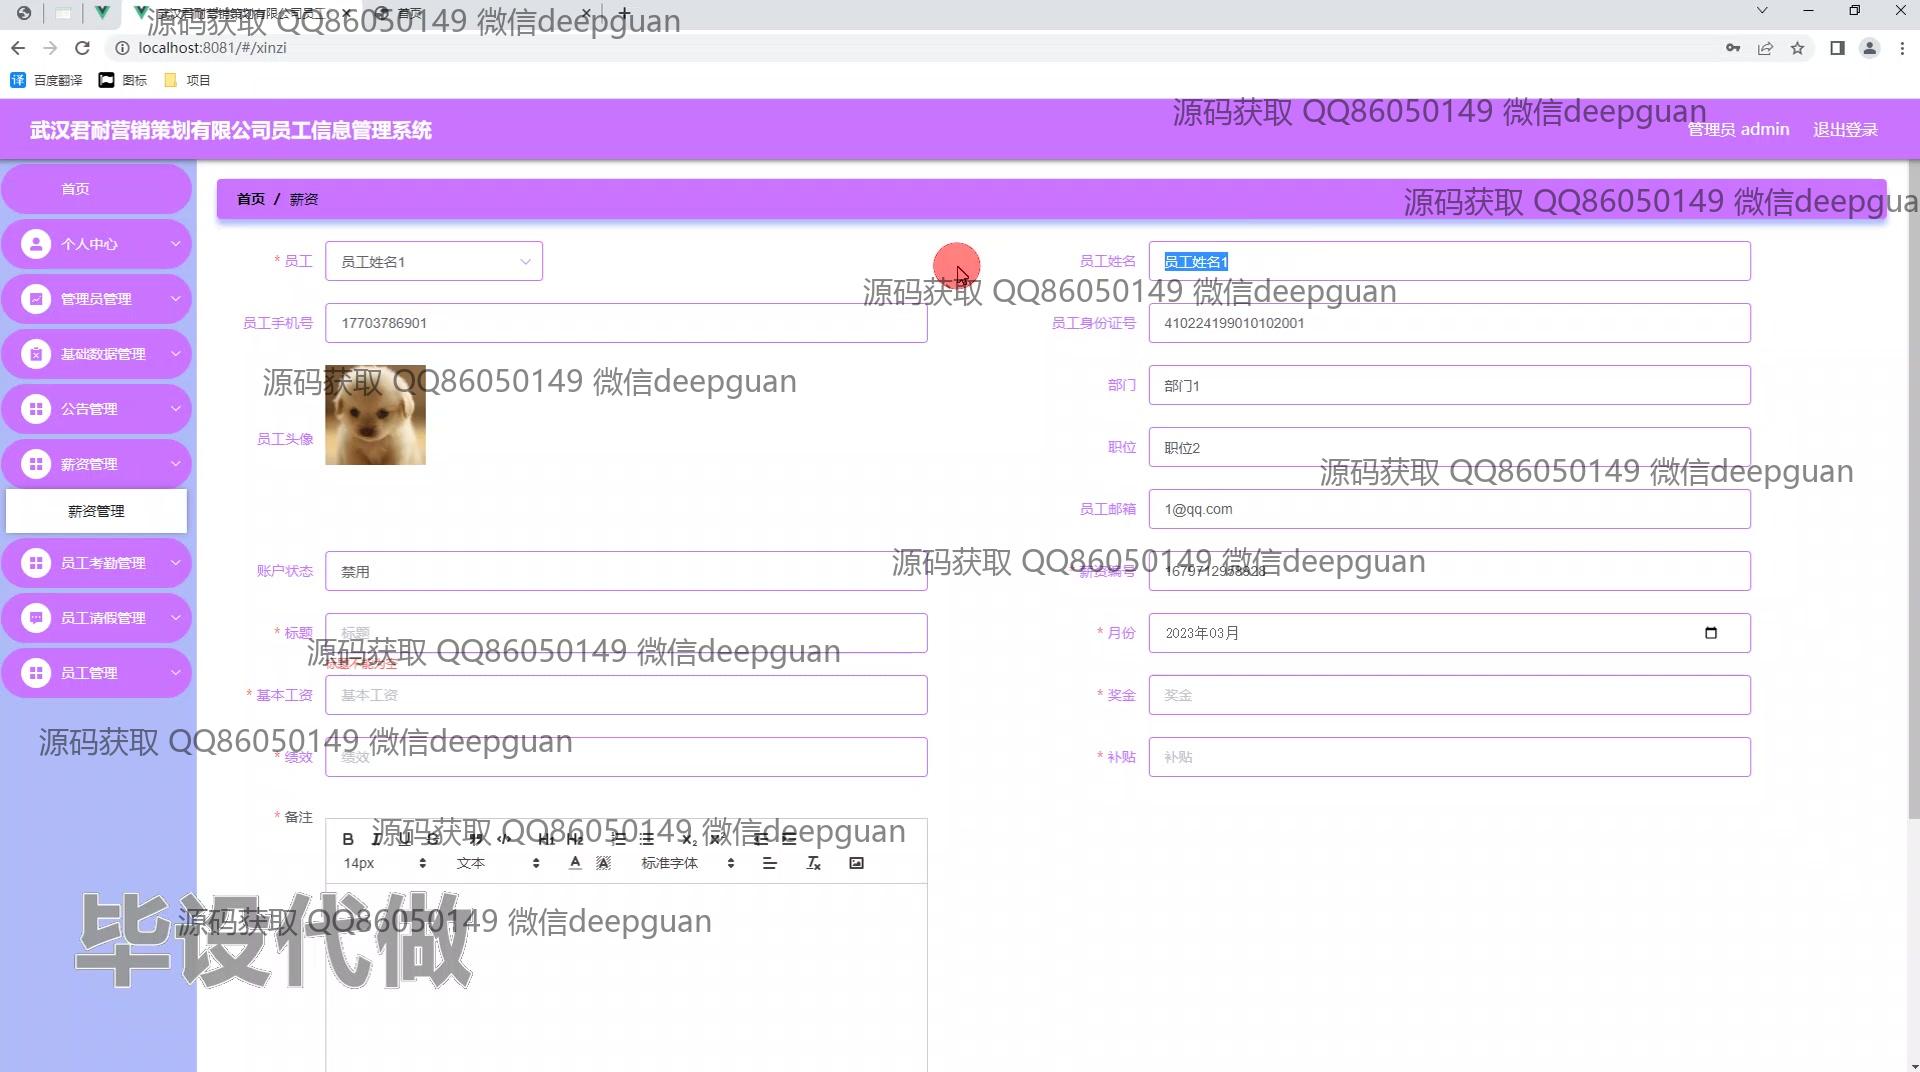 武汉君耐营销策划有限公司员工 首页
源码获取 QQ86050149 微信deepguan
localhost:8081/#/xinzi
译 百度翻译 图标 项目
源码获取 QQ86050149 微信deepguan
武汉君耐营销策划有限公司员工信息管理系统
管理员 admin 退出登录
首页
个人中心
管理员管理
基础数据管理
公告管理
薪资管理
薪资管理
员工考勤管理
员工请假管理
员工管理
首页 / 薪资
源码获取 QQ86050149 微信deepgua
* 员工 员工姓名1
员工姓名 员工姓名1
源码获取 QQ86050149 微信deepguan
员工手机号 17703786901
员工身份证号 410224199010102001
源码获取 QQ86050149 微信deepguan
部门 部门1
员工头像
职位 职位2
源码获取 QQ86050149 微信deepguan
员工邮箱 1@qq.com
源码获取 QQ86050149 微信deepguan
账户状态 禁用
薪资编号
* 标题 标题
* 月份 2023年03月
源码获取 QQ86050149 微信deepguan
标题不能为空
* 基本工资 基本工资
* 奖金 奖金
源码获取 QQ86050149 微信deepguan
* 绩效 绩效
* 补贴 补贴
* 备注
源码获取 QQ86050149 微信deepguan
B I U S H1 H2
14px 文本 标准字体
源码获取 QQ86050149 微信deepguan
毕设代做